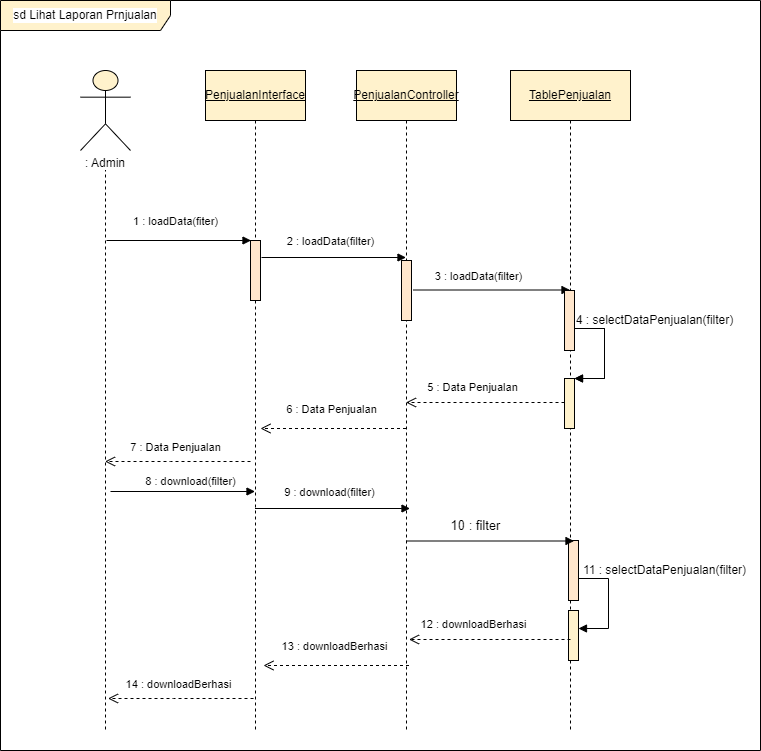 sd Lihat Laporan Prnjualan
PenjualanInterface
PenjualanController
TablePenjualan
: Admin
1 : loadData(fiter)
2 : loadData(filter)
3 : loadData(filter)
4 : selectDataPenjualan(filter)
5 : Data Penjualan
6 : Data Penjualan
7 : Data Penjualan
8 : download(filter)
9 : download(filter)
10 : filter
11 : selectDataPenjualan(filter)
12 : downloadBerhasi
13 : downloadBerhasi
14 : downloadBerhasi